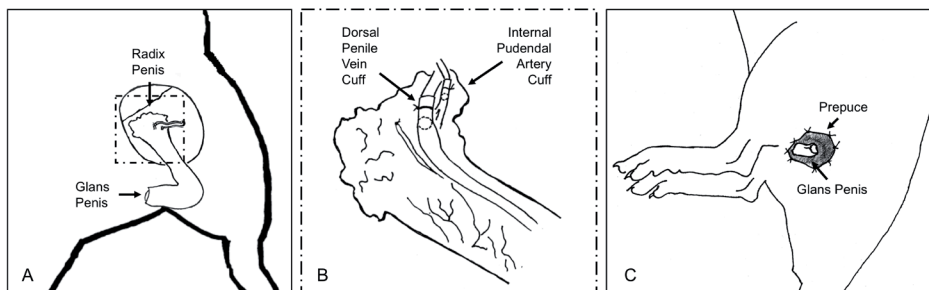 Radix
Penis
Glans
Penis
A
Dorsal
Penile
Vein
Cuff
Internal
Pudendal
Artery
Cuff
B
Prepuce
Glans Penis
C